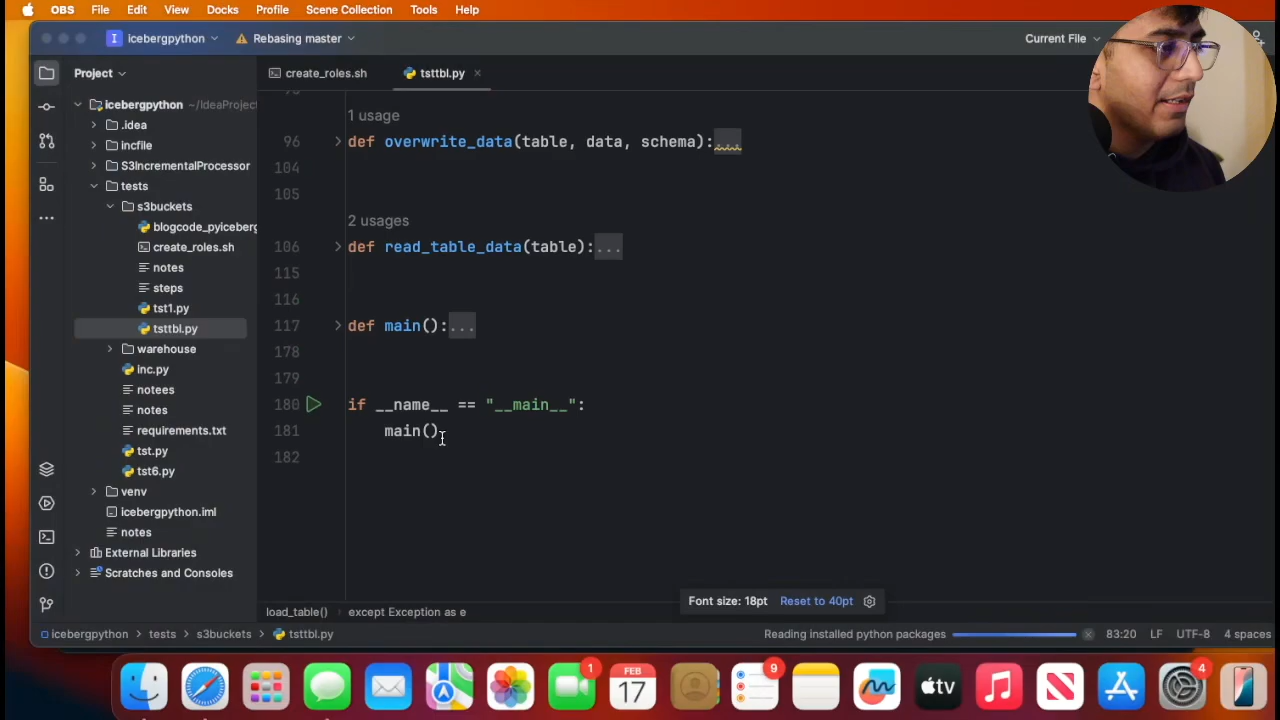 OBS File Edit View Docks Profile Scene Collection Tools Help
I icebergpython Rebasing master Current File
Project create_roles.sh tsttbl.py
icebergpython ~/IdeaProject
.idea
incfile
S3IncrementalProcessor
tests
s3buckets
blogcode_pyiceberg
create_roles.sh
notes
steps
tst1.py
tsttbl.py
warehouse
inc.py
notees
notes
requirements.txt
tst.py
tst6.py
venv
icebergpython.iml
notes
External Libraries
Scratches and Consoles
1 usage
96 def overwrite_data(table, data, schema):...
104
105
2 usages
106 def read_table_data(table):...
115
116
117 def main():...
178
179
180 if __name__ == "__main__":
181 main()
182
Font size: 18pt Reset to 40pt
load_table() except Exception as e
icebergpython tests s3buckets tsttbl.py Reading installed python packages 83:20 LF UTF-8 4 spaces
1 FEB 17 9 tv 4